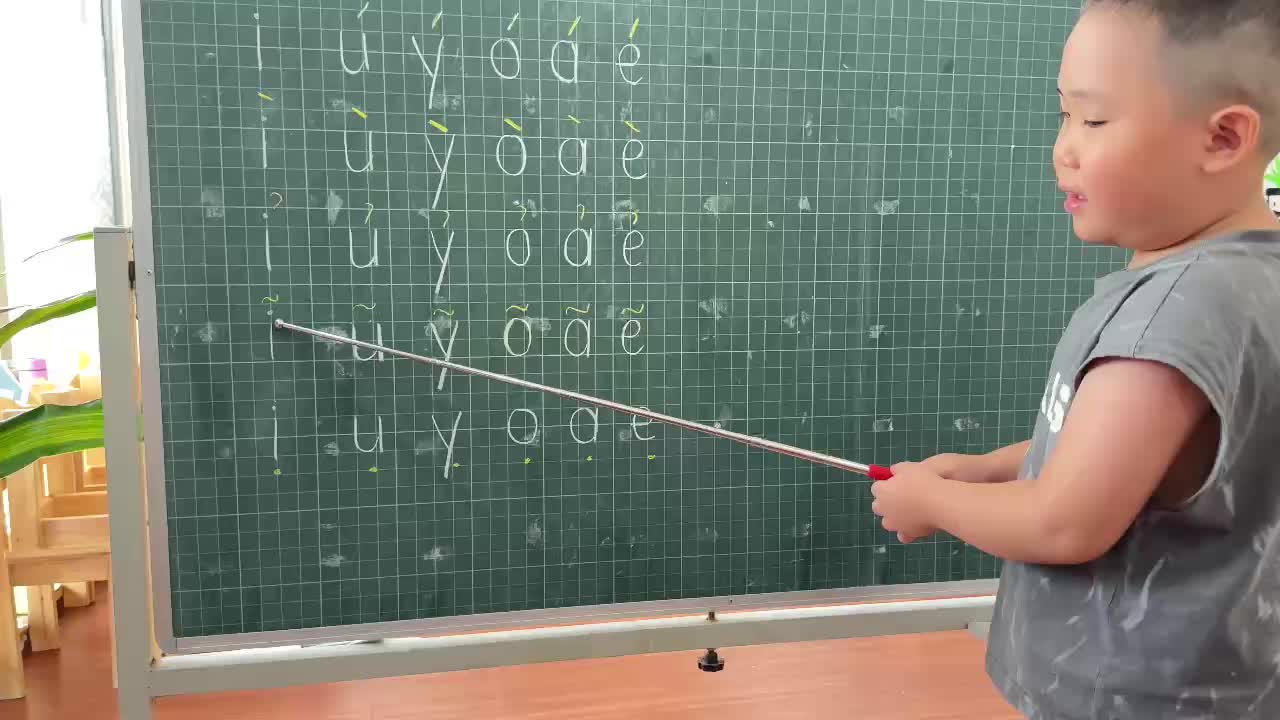 í ú ý ó á é
ì ù ỳ ò à è
ỉ ủ ỷ ỏ ả ẻ
ĩ ũ ỹ õ ã ẽ
ị ụ ỵ ọ ạ ẹ